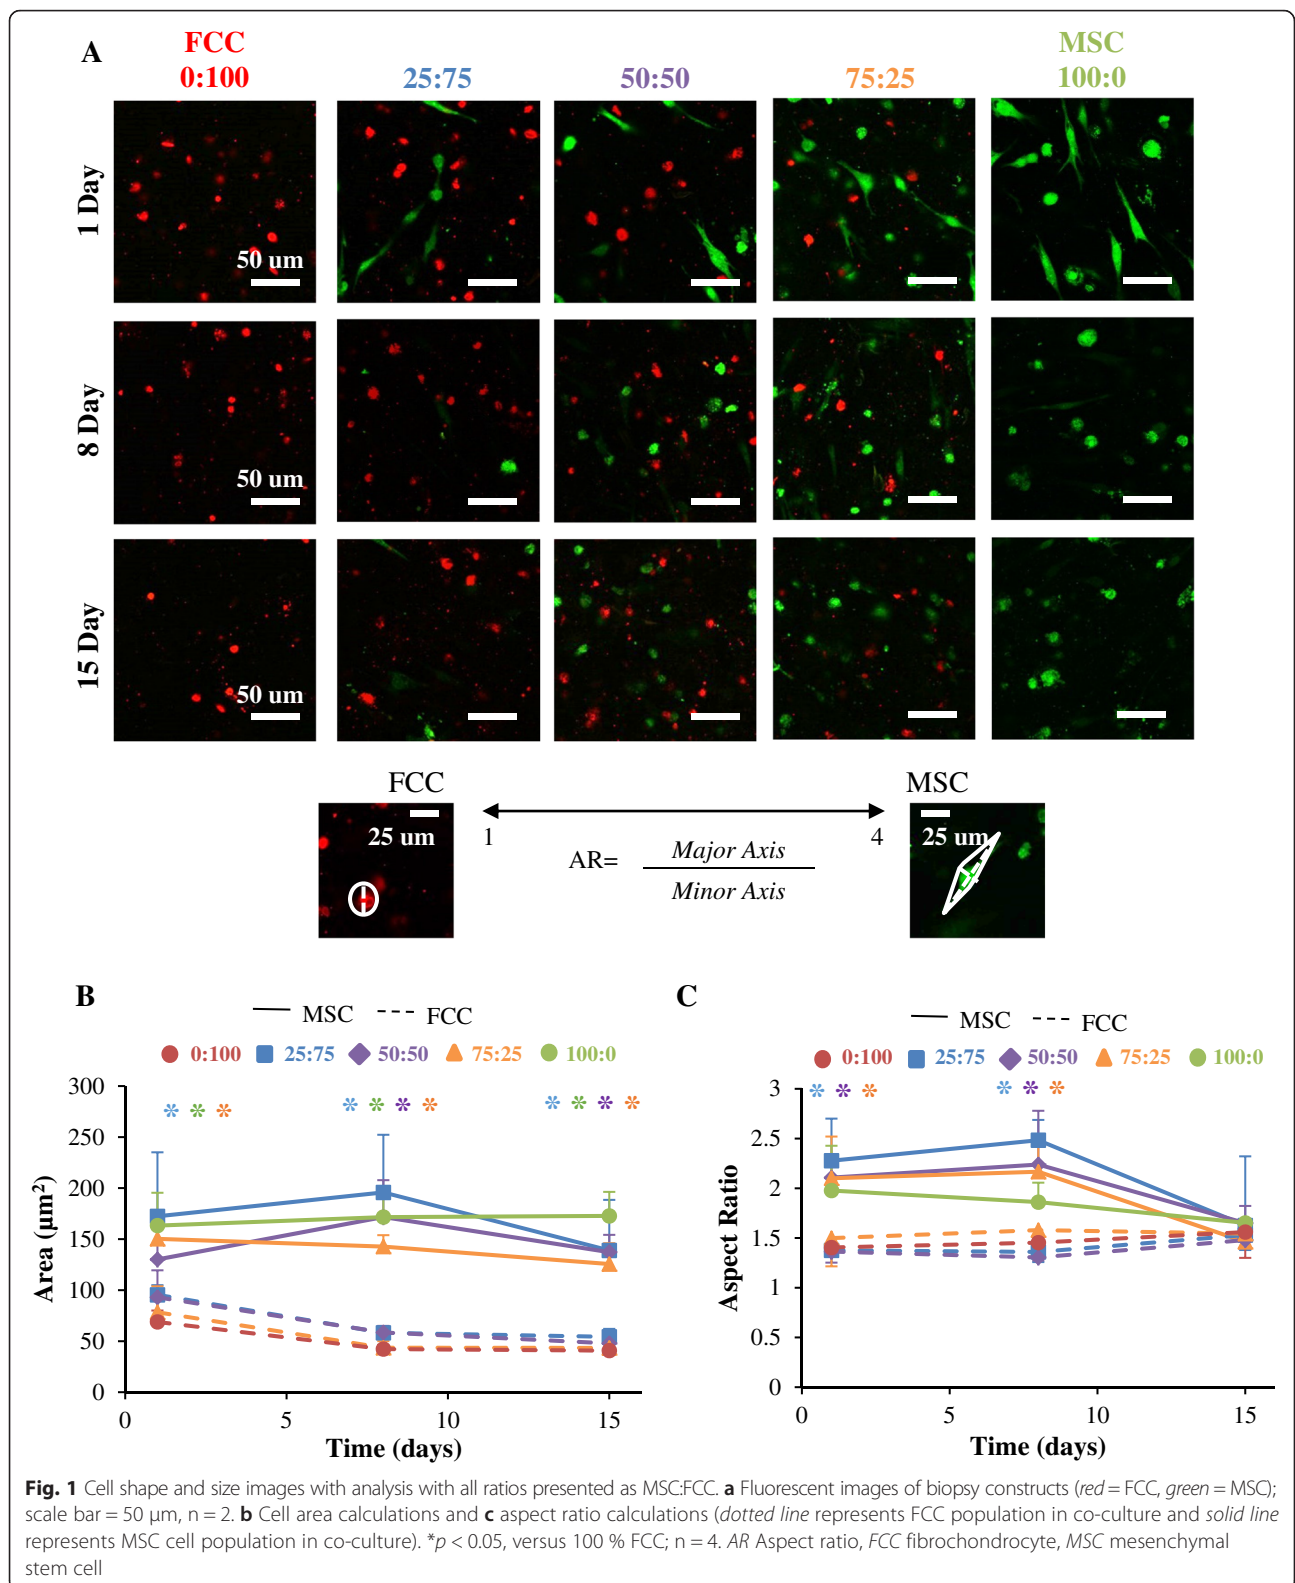 A
FCC
0:100
25:75
50:50
75:25
MSC
100:0
1 Day
50 um
8 Day
50 um
15 Day
50 um
FCC
25 um
1
4
AR=
Major Axis
Minor Axis
MSC
25 um
B
MSC FCC
0:100 25:75 50:50 75:25 100:0
* * *
* * * *
* * * *
300
250
200
150
100
50
0
Area (µm²)
0 5 10 15
Time (days)
C
MSC FCC
0:100 25:75 50:50 75:25 100:0
* * *
* * *
3
2.5
2
1.5
1
0.5
0
Aspect Ratio
0 5 10 15
Time (days)
Fig. 1 Cell shape and size images with analysis with all ratios presented as MSC:FCC. a Fluorescent images of biopsy constructs (red = FCC, green = MSC);
scale bar = 50 µm, n = 2. b Cell area calculations and c aspect ratio calculations (dotted line represents FCC population in co-culture and solid line
represents MSC cell population in co-culture). *p < 0.05, versus 100 % FCC; n = 4. AR Aspect ratio, FCC fibrochondrocyte, MSC mesenchymal
stem cell